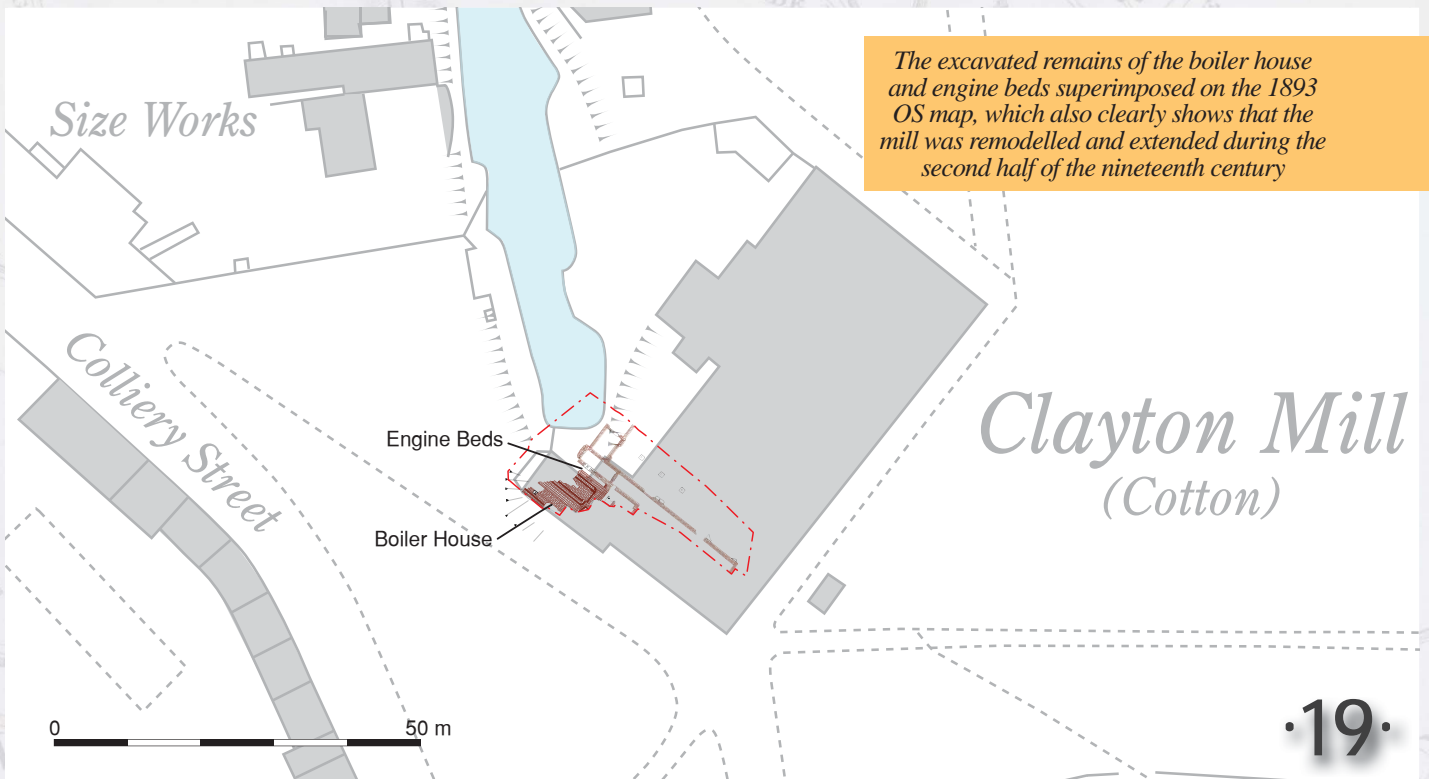 The excavated remains of the boiler house
and engine beds superimposed on the 1893
OS map, which also clearly shows that the
mill was remodelled and extended during the
second half of the nineteenth century
Size Works
Colliery Street
Clayton Mill
(Cotton)
Engine Beds
Boiler House
0
50 m
·19·